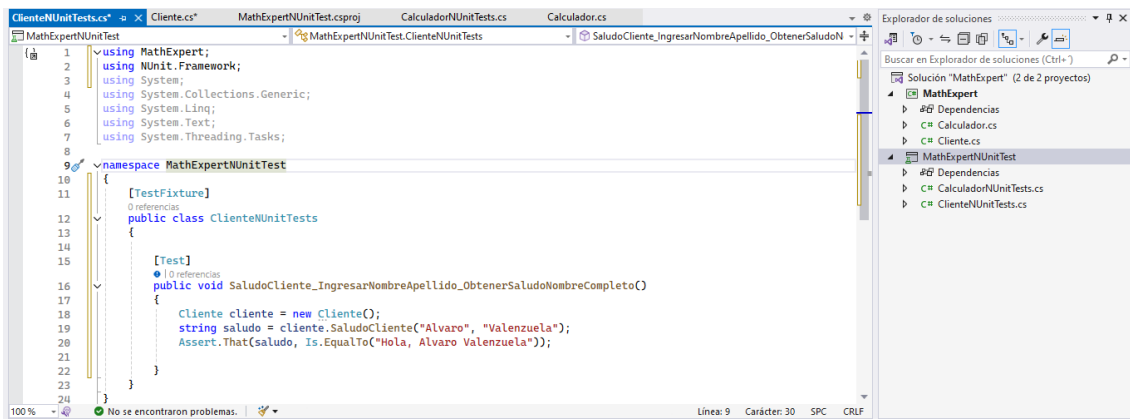 ClienteNUnitTests.cs* Cliente.cs* MathExpertNUnitTest.csproj CalculadorNUnitTests.cs Calculador.cs
MathExpertNUnitTest MathExpertNUnitTest.ClienteNUnitTests SaludoCliente_IngresarNombreApellido_ObtenerSaludoN
1 using MathExpert;
2 using NUnit.Framework;
3 using System;
4 using System.Collections.Generic;
5 using System.Linq;
6 using System.Text;
7 using System.Threading.Tasks;
8
9 namespace MathExpertNUnitTest
10 {
11 [TestFixture]
0 referencias
12 public class ClienteNUnitTests
13 {
14
15 [Test]
0 referencias
16 public void SaludoCliente_IngresarNombreApellido_ObtenerSaludoNombreCompleto()
17 {
18 Cliente cliente = new Cliente();
19 string saludo = cliente.SaludoCliente("Alvaro", "Valenzuela");
20 Assert.That(saludo, Is.EqualTo("Hola, Alvaro Valenzuela"));
21
22 }
23 }
24 }
100 % No se encontraron problemas. Línea: 9 Carácter: 30 SPC CRLF
Explorador de soluciones
Buscar en Explorador de soluciones (Ctrl+´)
Solución "MathExpert" (2 de 2 proyectos)
C# MathExpert
Dependencias
C# Calculador.cs
C# Cliente.cs
MathExpertNUnitTest
Dependencias
C# CalculadorNUnitTests.cs
C# ClienteNUnitTests.cs